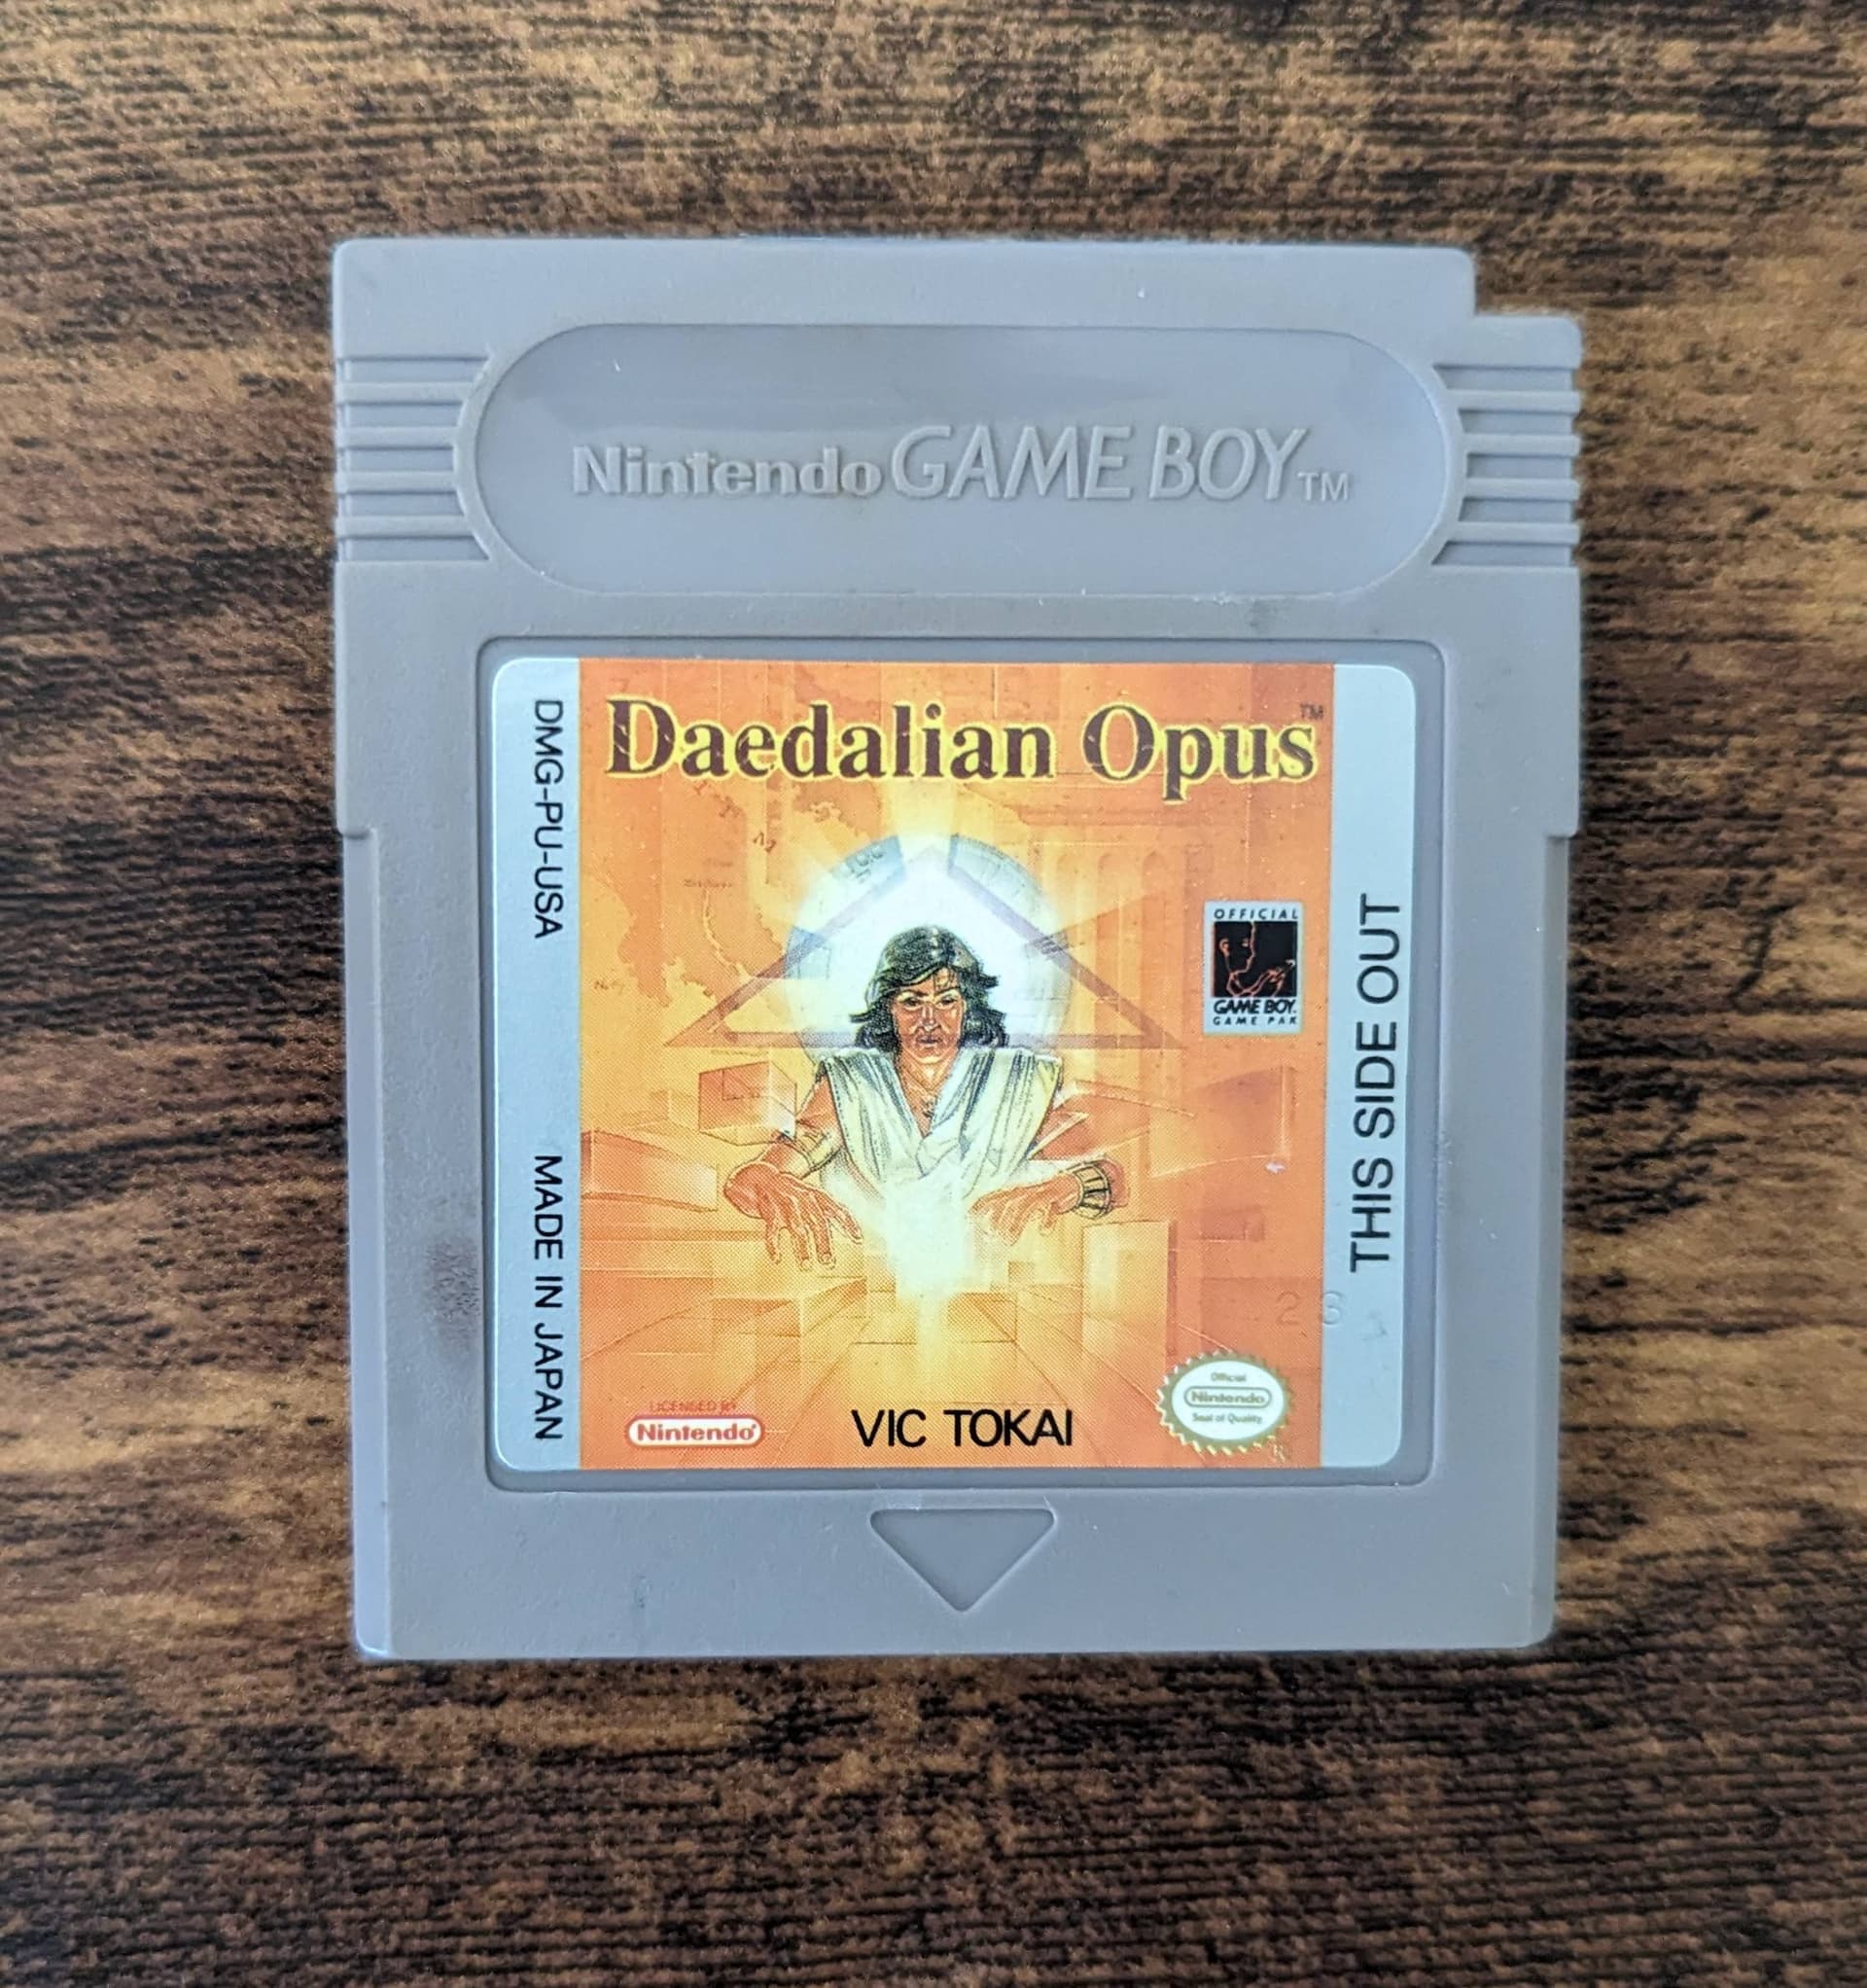 Nintendo GAME BOY TM
Daedalian Opus TM
DMG-PU-USA
MADE IN JAPAN
OFFICIAL
GAME BOY
GAME PAK
THIS SIDE OUT
23
LICENSED BY
Nintendo
VIC TOKAI
Official
Nintendo
Seal of Quality